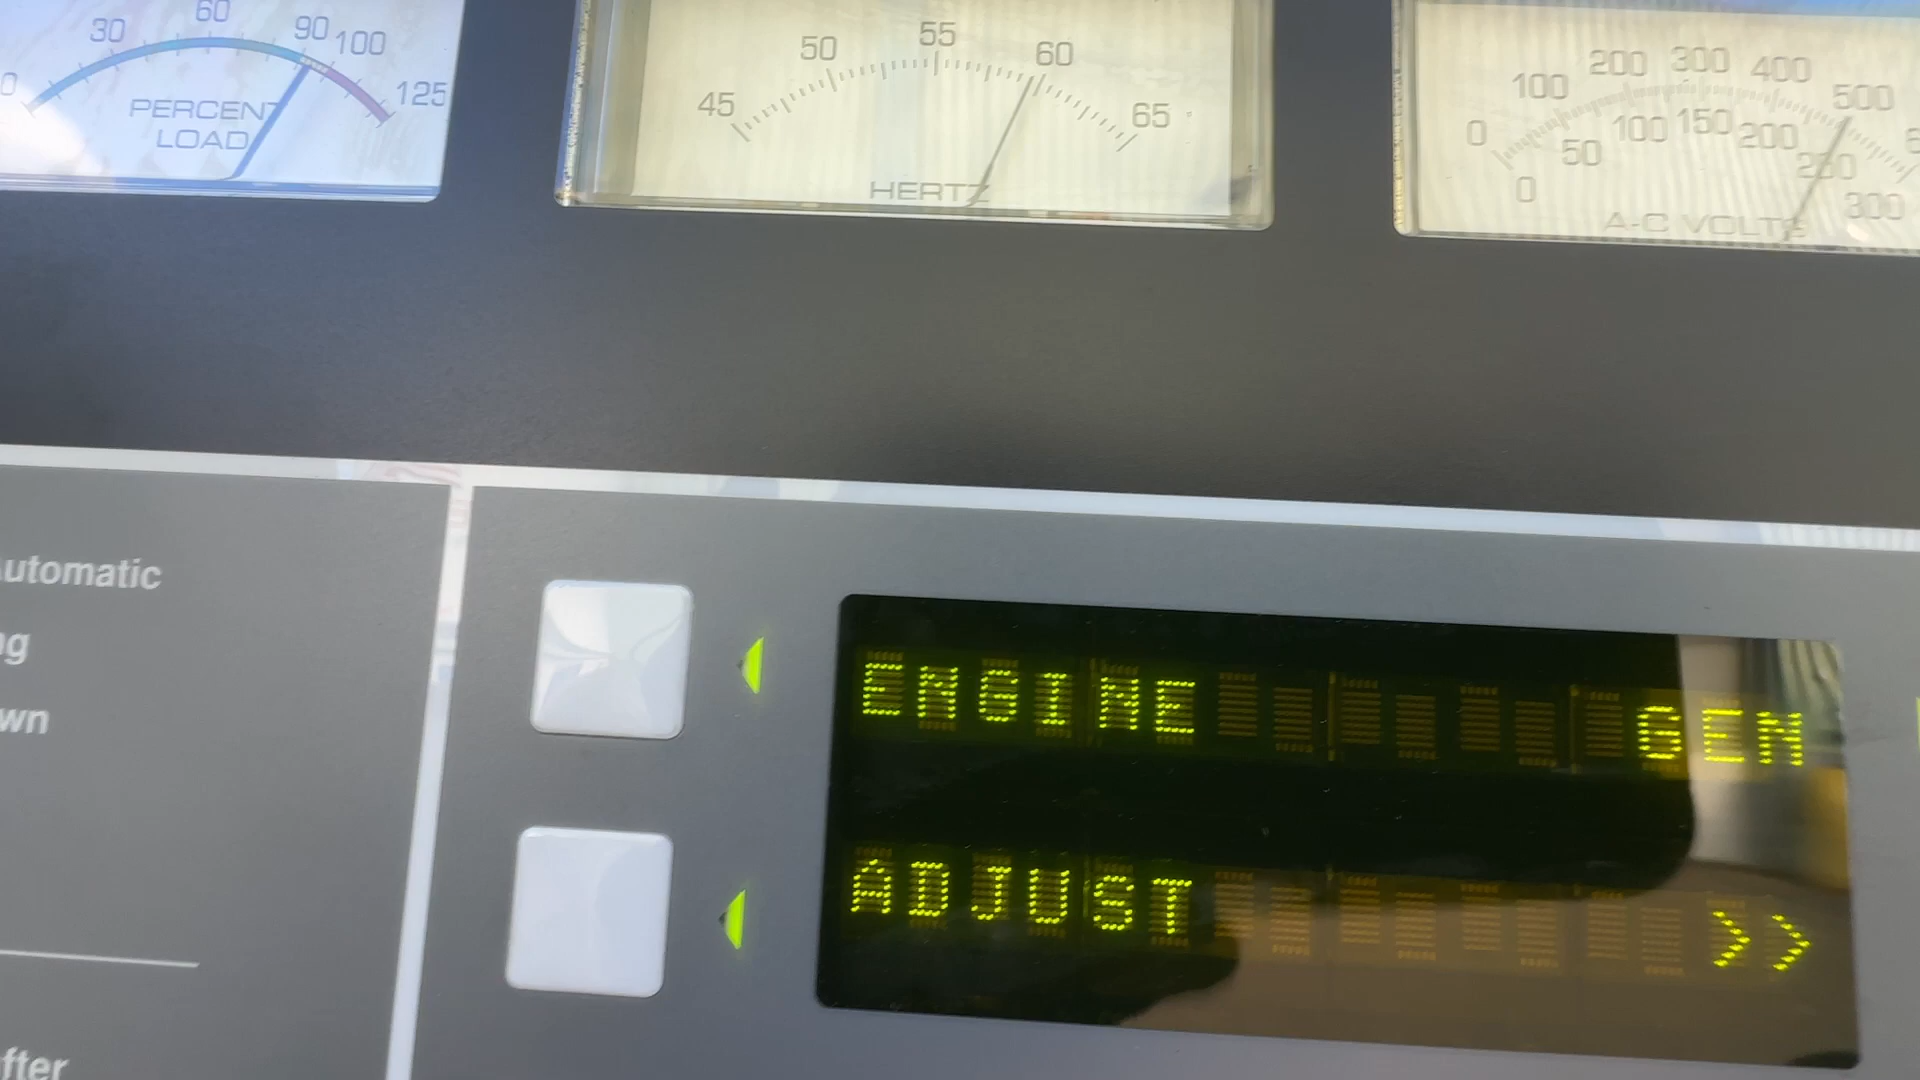 0 30 60 90 100 125
PERCENT
LOAD
45 50 55 60 65
HERTZ
0 100 200 300 400 500
0 50 100 150 200 250 300
A-C VOLTS
utomatic
ng
wn
fter
ENGINE GEN
ADJUST >>